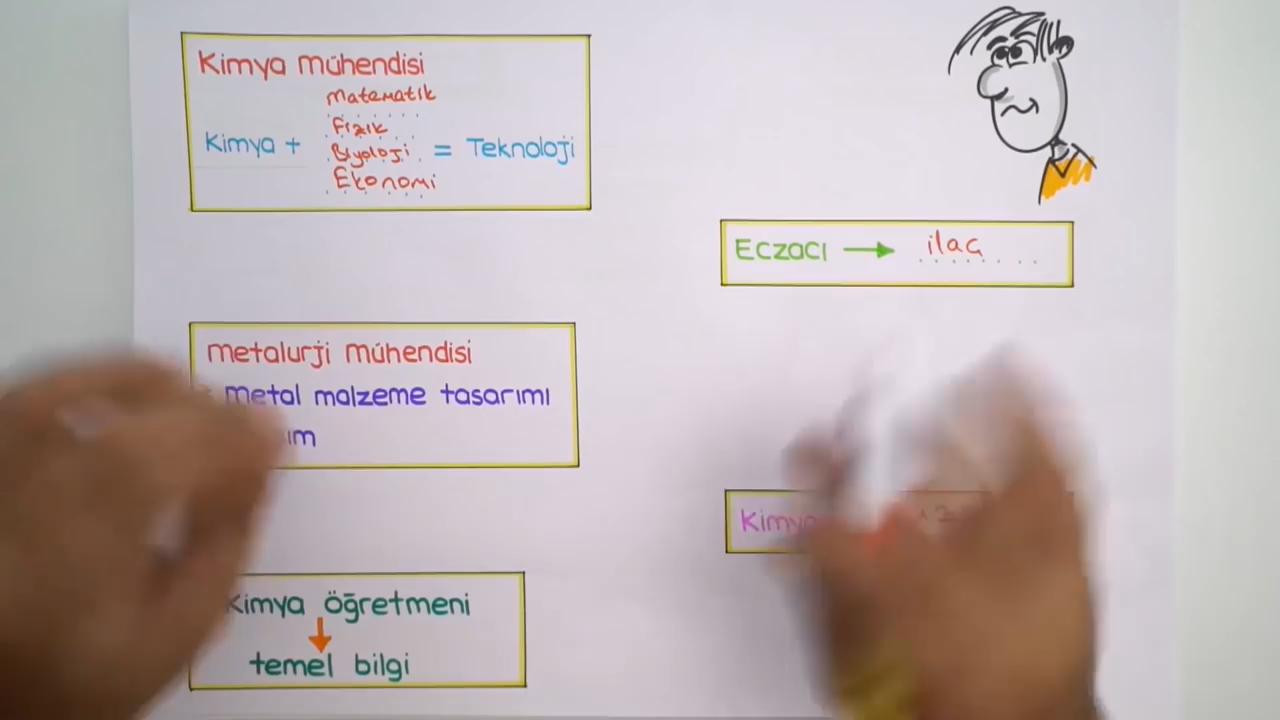 Kimya mühendisi
Matematik
Fizik
Kimya + Biyoloji = Teknoloji
Ekonomi
Eczacı → ilaç
metalurji mühendisi
metal malzeme tasarımı
Kimya öğretmeni
temel bilgi